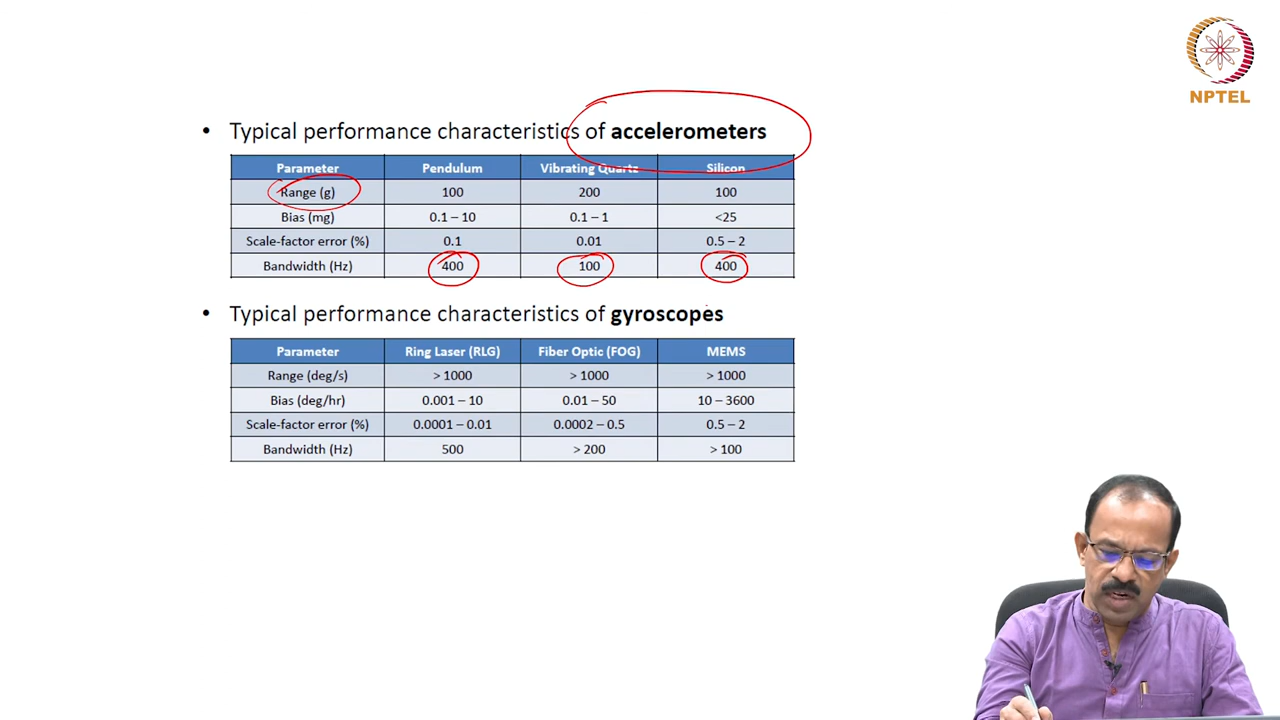 NPTEL
• Typical performance characteristics of accelerometers
Parameter Pendulum Vibrating Quartz Silicon
Range (g) 100 200 100
Bias (mg) 0.1 – 10 0.1 – 1 <25
Scale-factor error (%) 0.1 0.01 0.5 – 2
Bandwidth (Hz) 400 100 400
• Typical performance characteristics of gyroscopes
Parameter Ring Laser (RLG) Fiber Optic (FOG) MEMS
Range (deg/s) > 1000 > 1000 > 1000
Bias (deg/hr) 0.001 – 10 0.01 – 50 10 – 3600
Scale-factor error (%) 0.0001 – 0.01 0.0002 – 0.5 0.5 – 2
Bandwidth (Hz) 500 > 200 > 100